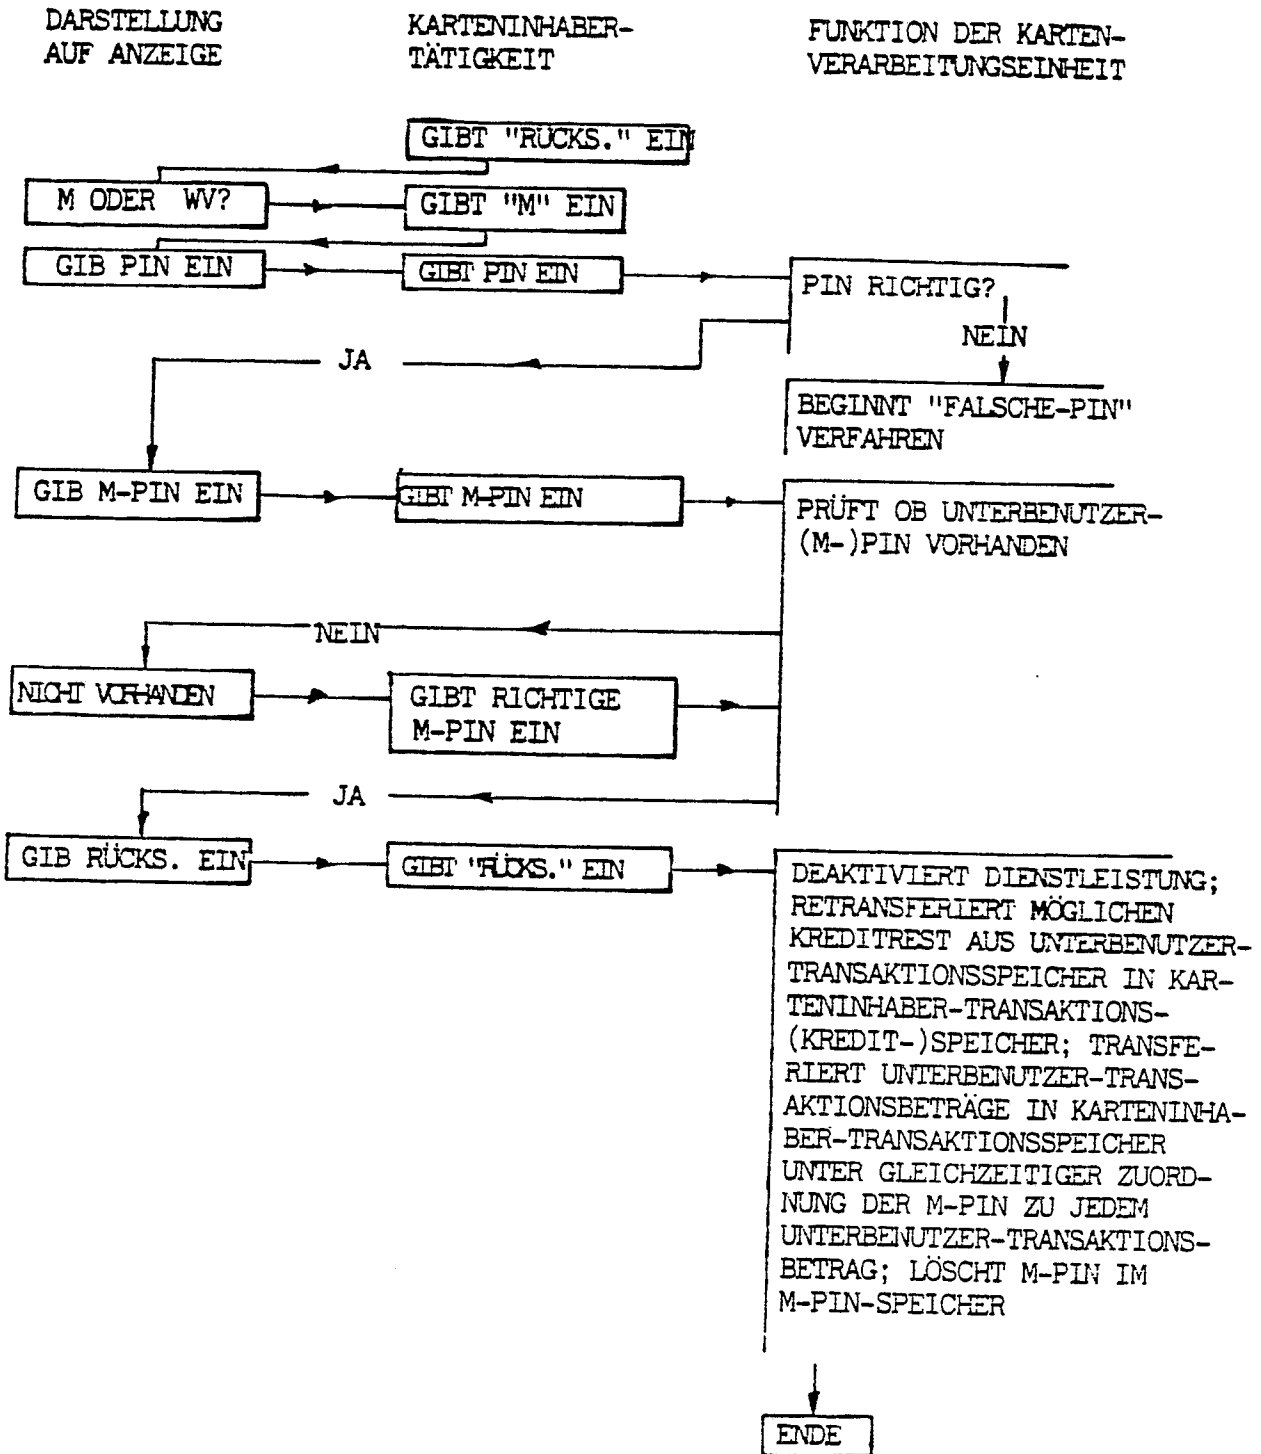 DARSTELLUNG
AUF ANZEIGE
KARTENINHABER-
TÄTIGKEIT
FUNKTION DER KARTEN-
VERARBEITUNGSEINHEIT
GIBT "RÜCKS." EIN
M ODER WV?
GIBT "M" EIN
GIB PIN EIN
GIBT PIN EIN
PIN RICHTIG?
NEIN
JA
BEGINNT "FALSCHE-PIN"
VERFAHREN
GIB M-PIN EIN
GIBT M-PIN EIN
PRÜFT OB UNTERBENUTZER-
(M-)PIN VORHANDEN
NEIN
NICHT VORHANDEN
GIBT RICHTIGE
M-PIN EIN
JA
GIB RÜCKS. EIN
GIBT "RÜCKS." EIN
DEAKTIVIERT DIENSTLEISTUNG;
RETRANSFERIERT MÖGLICHEN
KREDITREST AUS UNTERBENUTZER-
TRANSAKTIONSSPEICHER IN KAR-
TENINHABER-TRANSAKTIONS-
(KREDIT-)SPEICHER; TRANSFE-
RIERT UNTERBENUTZER-TRANS-
AKTIONSBETRÄGE IN KARTENINHA-
BER-TRANSAKTIONSSPEICHER
UNTER GLEICHZEITIGER ZUORD-
NUNG DER M-PIN ZU JEDEM
UNTERBENUTZER-TRANSAKTIONS-
BETRAG; LÖSCHT M-PIN IM
M-PIN-SPEICHER
ENDE